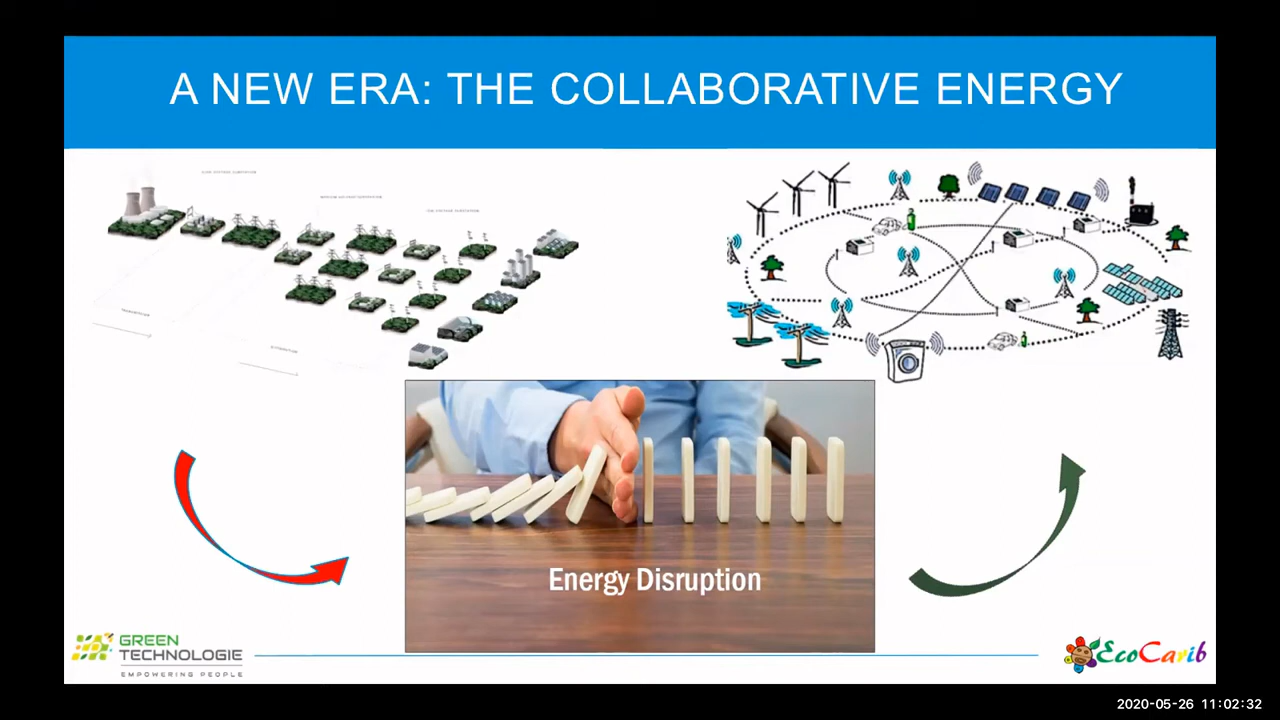 A NEW ERA: THE COLLABORATIVE ENERGY
Energy Disruption
GREEN
TECHNOLOGIE
EMPOWERING PEOPLE
EcoCarib
2020-05-26 11:02:32